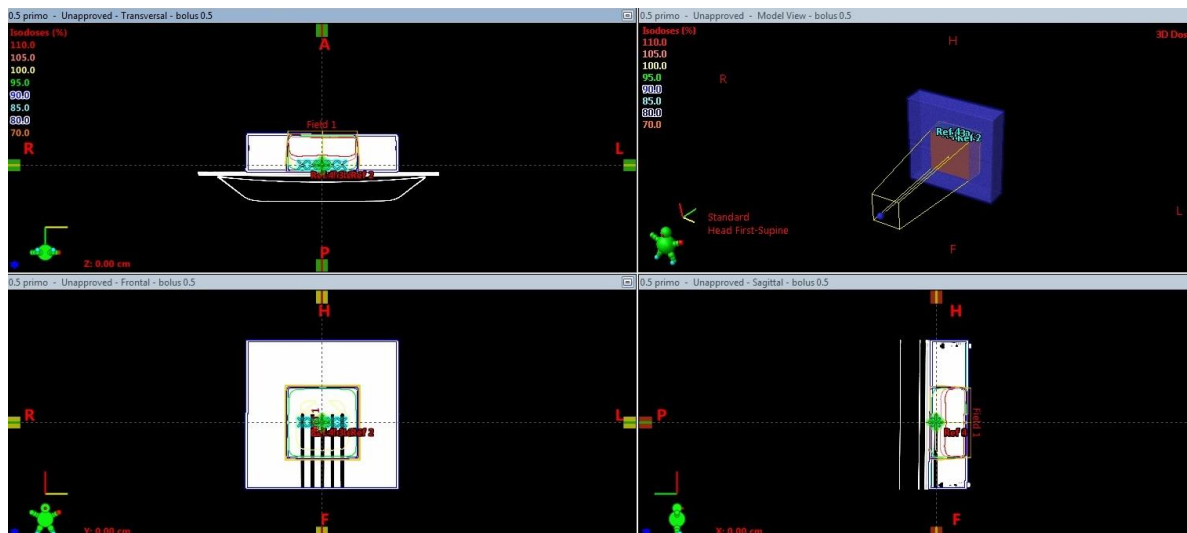 0.5 primo - Unapproved - Transversal - bolus 0.5
Isodoses (%)
110.0
105.0
100.0
95.0
90.0
85.0
80.0
70.0
A
R
L
P
Field 1
Z: 0.00 cm
0.5 primo - Unapproved - Model View - bolus 0.5
Isodoses (%)
110.0
105.0
100.0
95.0
90.0
85.0
80.0
70.0
3D Dos
H
R
L
F
Standard
Head First-Supine
0.5 primo - Unapproved - Frontal - bolus 0.5
H
R
L
F
Y: 0.00 cm
0.5 primo - Unapproved - Sagittal - bolus 0.5
H
P
F
Field 1
X: 0.00 cm